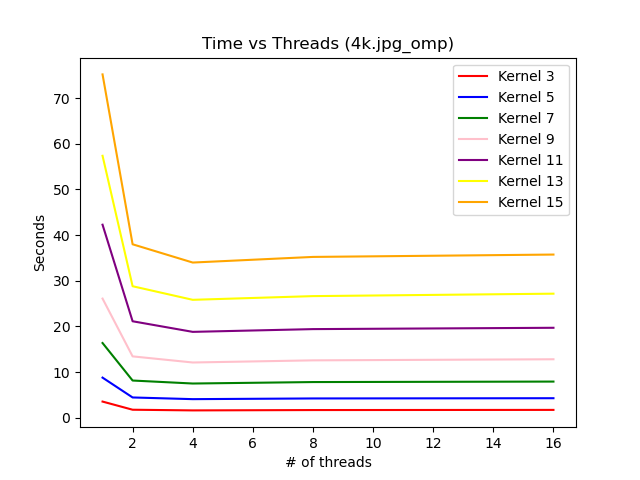 Time vs Threads (4k.jpg_omp)
Kernel 3
Kernel 5
Kernel 7
Kernel 9
Kernel 11
Kernel 13
Kernel 15
Seconds
70
60
50
40
30
20
10
0
2 4 6 8 10 12 14 16
# of threads